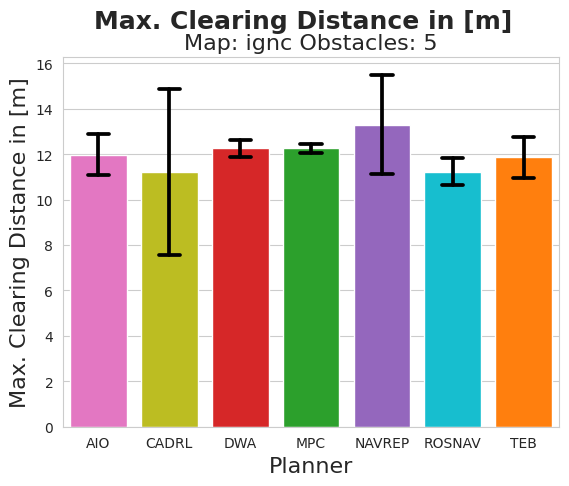 Max. Clearing Distance in [m]
Map: ignc Obstacles: 5
Max. Clearing Distance in [m]
16
14
12
10
8
6
4
2
0
AIO CADRL DWA MPC NAVREP ROSNAV TEB
Planner